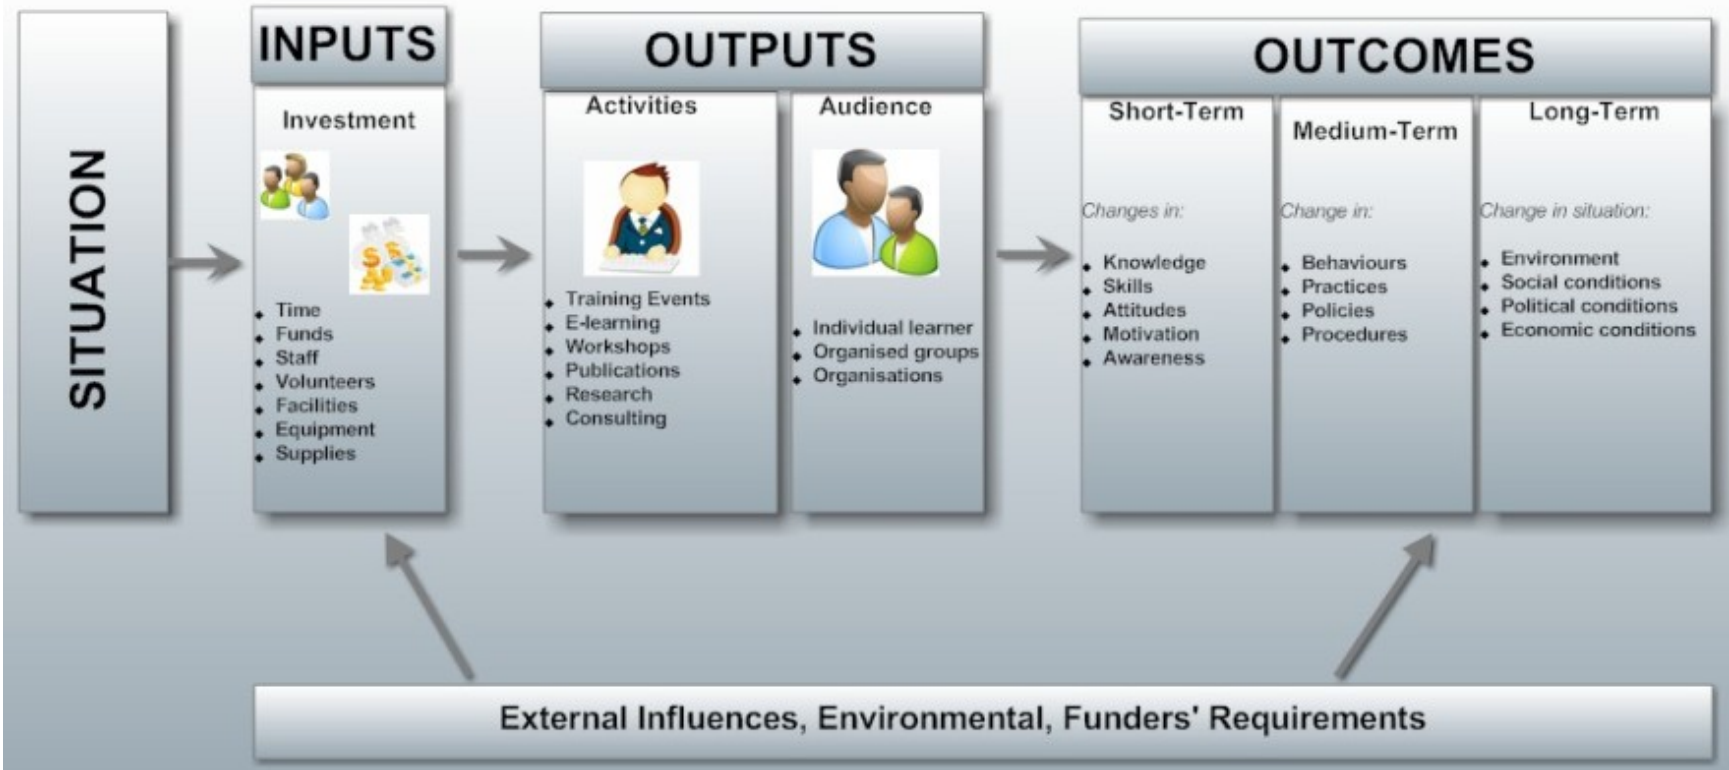 SITUATION
INPUTS
Investment
Time
Funds
Staff
Volunteers
Facilities
Equipment
Supplies
OUTPUTS
Activities
Training Events
E-learning
Workshops
Publications
Research
Consulting
Audience
Individual learner
Organised groups
Organisations
OUTCOMES
Short-Term
Changes in:
Knowledge
Skills
Attitudes
Motivation
Awareness
Medium-Term
Change in:
Behaviours
Practices
Policies
Procedures
Long-Term
Change in situation:
Environment
Social conditions
Political conditions
Economic conditions
External Influences, Environmental, Funders' Requirements